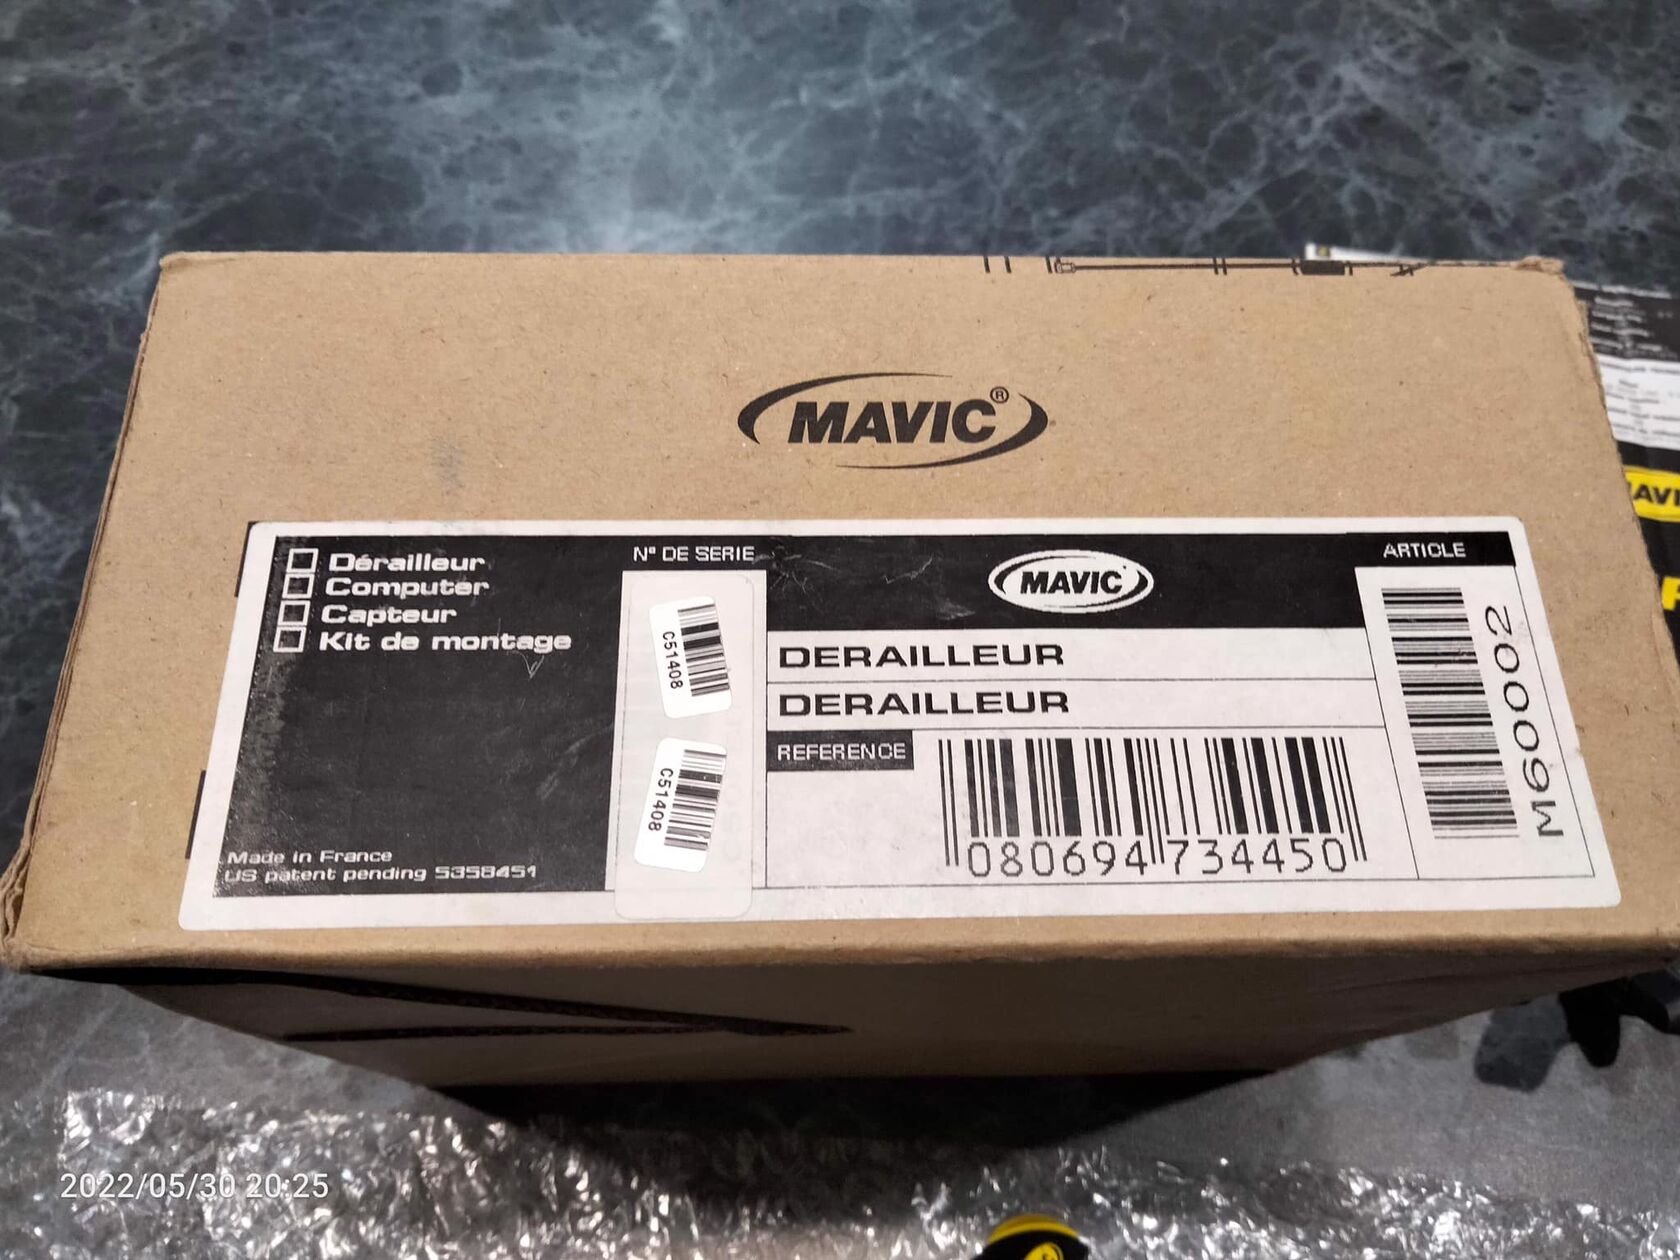 MAVIC®
Dérailleur
Computer
Capteur
Kit de montage
Made in France
US patent pending 5358451
Nº DE SERIE
C51408
C51408
MAVIC
DERAILLEUR
DERAILLEUR
REFERENCE
080694 734450
ARTICLE
M60002
2022/05/30 20:25